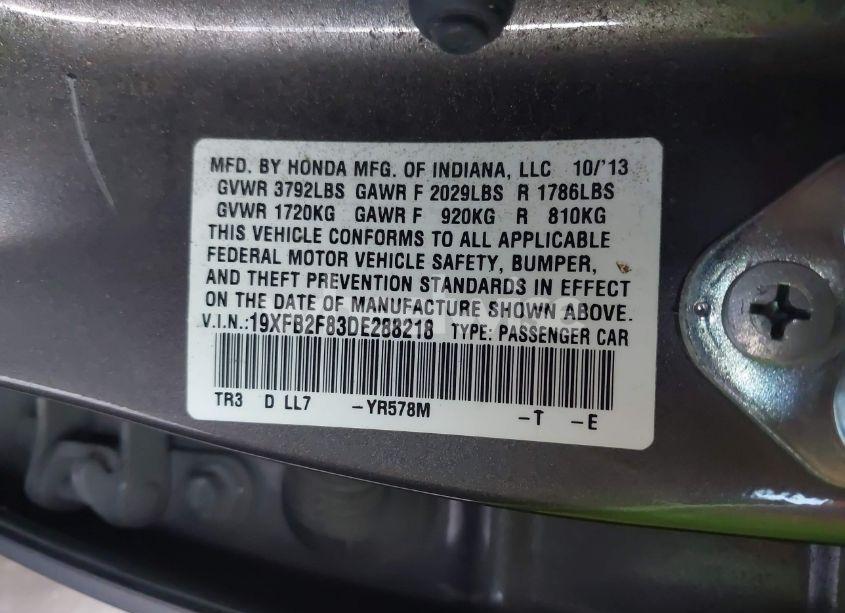 MFD. BY HONDA MFG. OF INDIANA, LLC 10/'13
GVWR 3792LBS GAWR F 2029LBS R 1786LBS
GVWR 1720KG GAWR F 920KG R 810KG
THIS VEHICLE CONFORMS TO ALL APPLICABLE
FEDERAL MOTOR VEHICLE SAFETY, BUMPER,
AND THEFT PREVENTION STANDARDS IN EFFECT
ON THE DATE OF MANUFACTURE SHOWN ABOVE.
V.I.N.:19XFB2F83DE288218 TYPE: PASSENGER CAR
TR3 D LL7 -YR578M -T -E